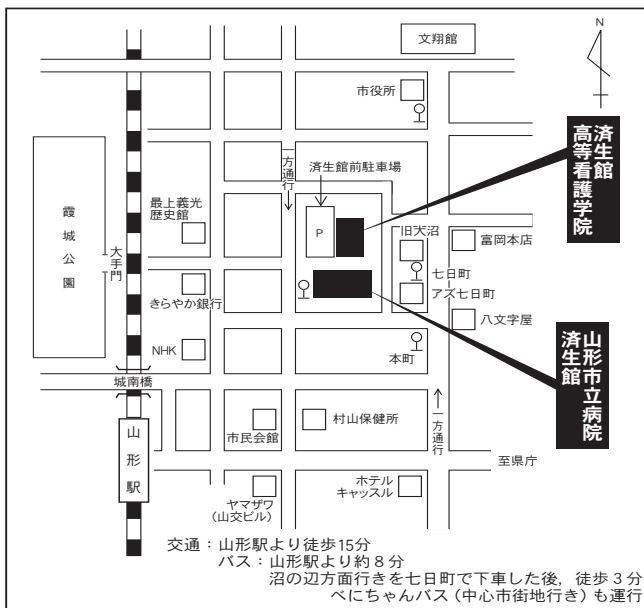 文翔館
N
市役所
済生館
高等看護学院
一方通行
済生館前駐車場
最上義光
歴史館
P
旧大沼
富岡本店
霞城公園
大手門
七日町
きらやか銀行
アズ七日町
八文字屋
NHK
本町
山形市立病院
済生館
城南橋
市民会館
村山保健所
一方通行
山形駅
至県庁
ヤマザワ
(山交ビル)
ホテル
キャッスル
交通:山形駅より徒歩15分
バス:山形駅より約8分
沼の辺方面行きを七日町で下車した後,徒歩3分
べにちゃんバス(中心市街地行き)も運行